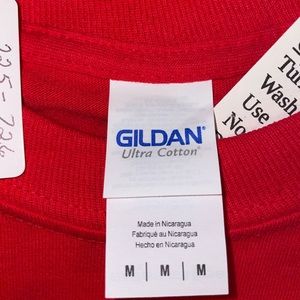 225-226
GILDAN®
Ultra Cotton®
Made in Nicaragua
Fabriqué au Nicaragua
Hecho en Nicaragua
M | M | M
Wash
Use